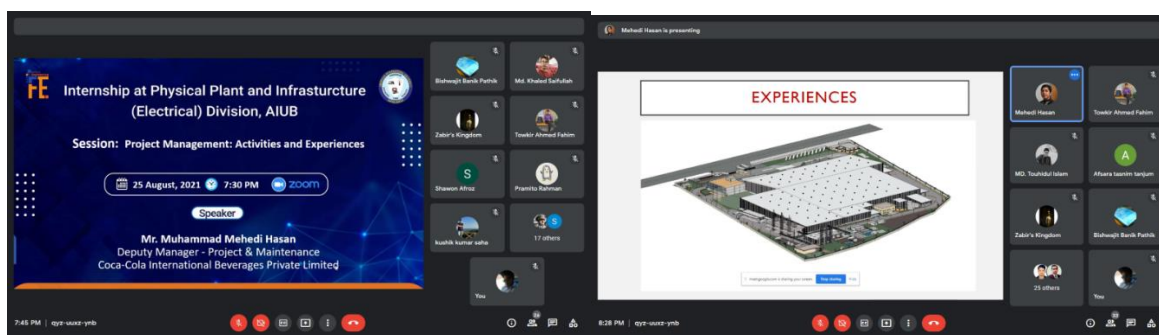 FE
Internship at Physical Plant and Infrasturcture
(Electrical) Division, AIUB
Session: Project Management: Activities and Experiences
25 August, 2021 7:30 PM zoom
Speaker
Mr. Muhammad Mehedi Hasan
Deputy Manager - Project & Maintenance
Coca-Cola International Beverages Private Limited
Bishwajit Banik Pathik
Md. Khaled Saifullah
Zabir's Kingdom
Towkir Ahmed Fahim
S
Shawon Afroz
Pramito Rahman
kushik kumar saha
S
17 others
You
7:45 PM | qyz-uuxz-ynb
Mehedi Hasan is presenting
EXPERIENCES
Stop sharing
Hide
Mehedi Hasan
Towkir Ahmed Fahim
MD. Touhidul Islam
A
Afsara tasnim tanjum
Zabir's Kingdom
Bishwajit Banik Pathik
25 others
You
8:28 PM | qyz-uuxz-ynb